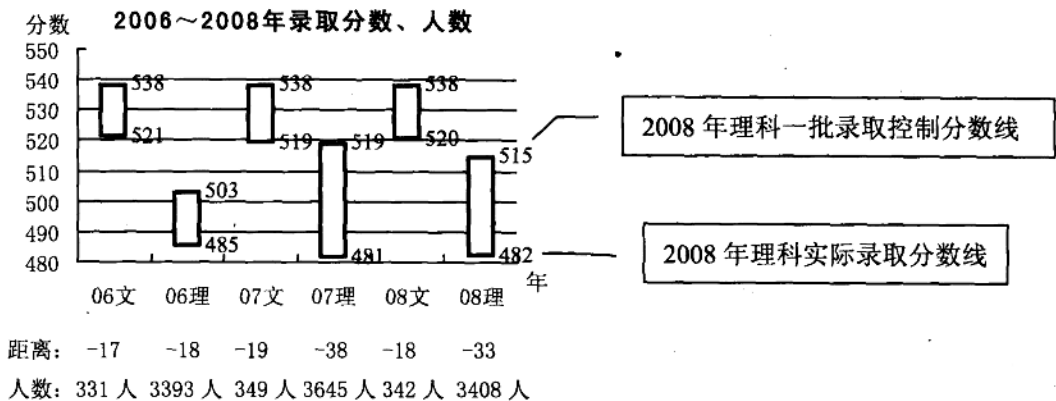 分数 2006～2008年录取分数、人数
550
540 538 538 538
530
520 521 519 519 520
510 515
500 503
490 485
480 481 482
2008 年理科一批录取控制分数线
2008 年理科实际录取分数线
年
06文 06理 07文 07理 08文 08理
距离: -17 -18 -19 -38 -18 -33
人数: 331 人 3393 人 349 人 3645 人 342 人 3408 人